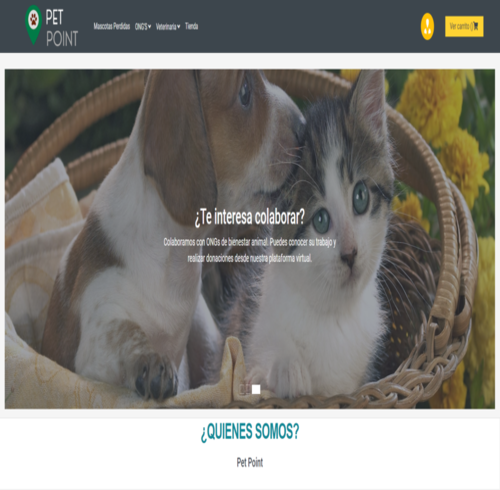 PET
POINT
Mascotas Perdidas ONG'S Veterinaria Tienda
Ver carrito ()
¿Te interesa colaborar?
Colaboramos con ONGs de bienestar animal. Puedes conocer su trabajo y
realizar donaciones desde nuestra plataforma virtual.
¿QUIENES SOMOS?
Pet Point